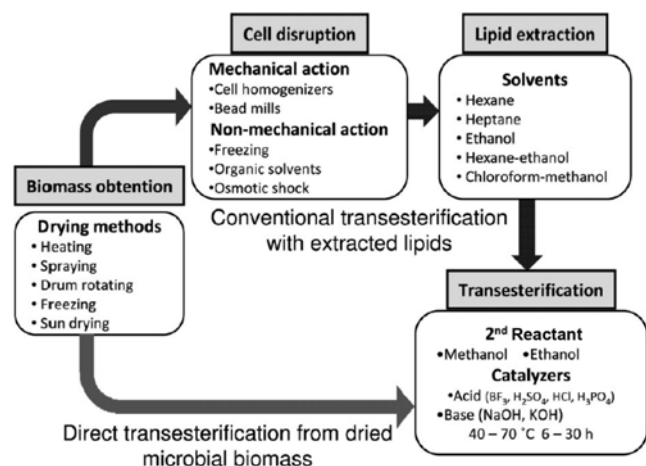 Cell disruption
Mechanical action
•Cell homogenizers
•Bead mills
Non-mechanical action
•Freezing
•Organic solvents
•Osmotic shock
Lipid extraction
Solvents
•Hexane
•Heptane
•Ethanol
•Hexane-ethanol
•Chloroform-methanol
Biomass obtention
Drying methods
•Heating
•Spraying
•Drum rotating
•Freezing
•Sun drying
Conventional transesterification
with extracted lipids
Transesterification
2nd Reactant
•Methanol •Ethanol
Catalyzers
•Acid (BF3, H2SO4, HCl, H3PO4)
•Base (NaOH, KOH)
40 – 70 ˚C 6 – 30 h
Direct transesterification from dried
microbial biomass